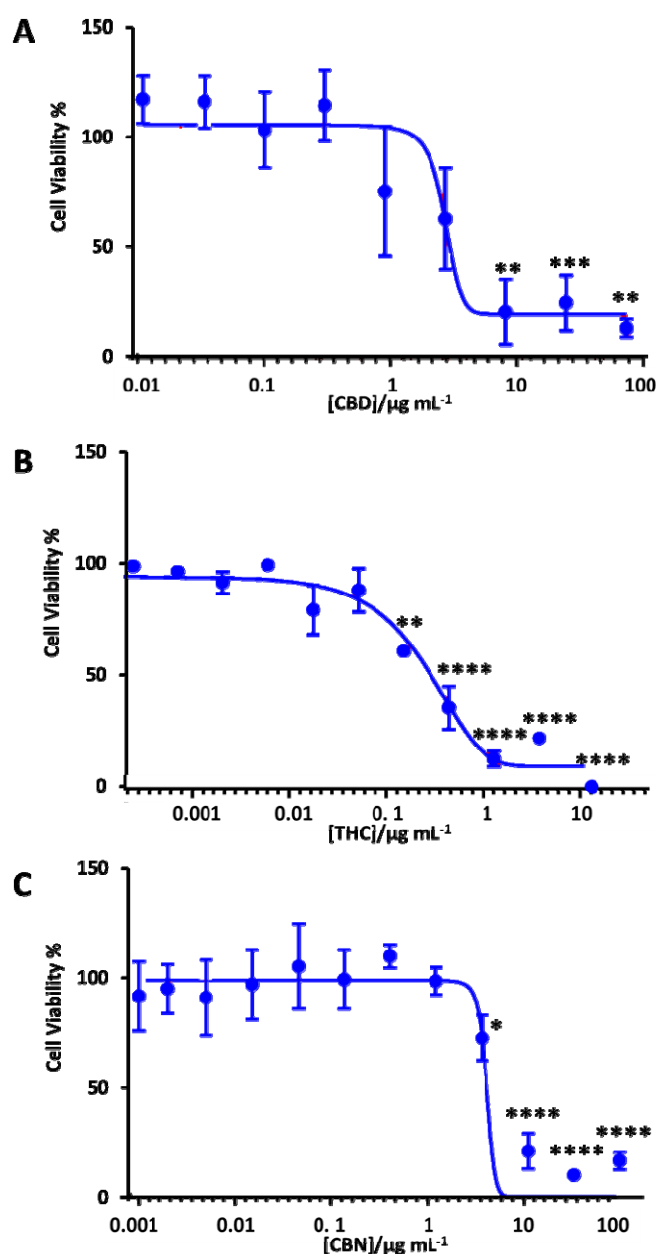 A
150
100
50
0
Cell Viability %
**
***
**
0.01 0.1 1 10 100
[CBD]/µg mL-1
B
150
100
50
0
Cell Viability %
**
****
****
****
****
0.001 0.01 0.1 1 10
[THC]/µg mL-1
C
150
100
50
0
Cell Viability %
*
****
****
****
0.001 0.01 0. 1 1 10 100
[CBN]/µg mL-1